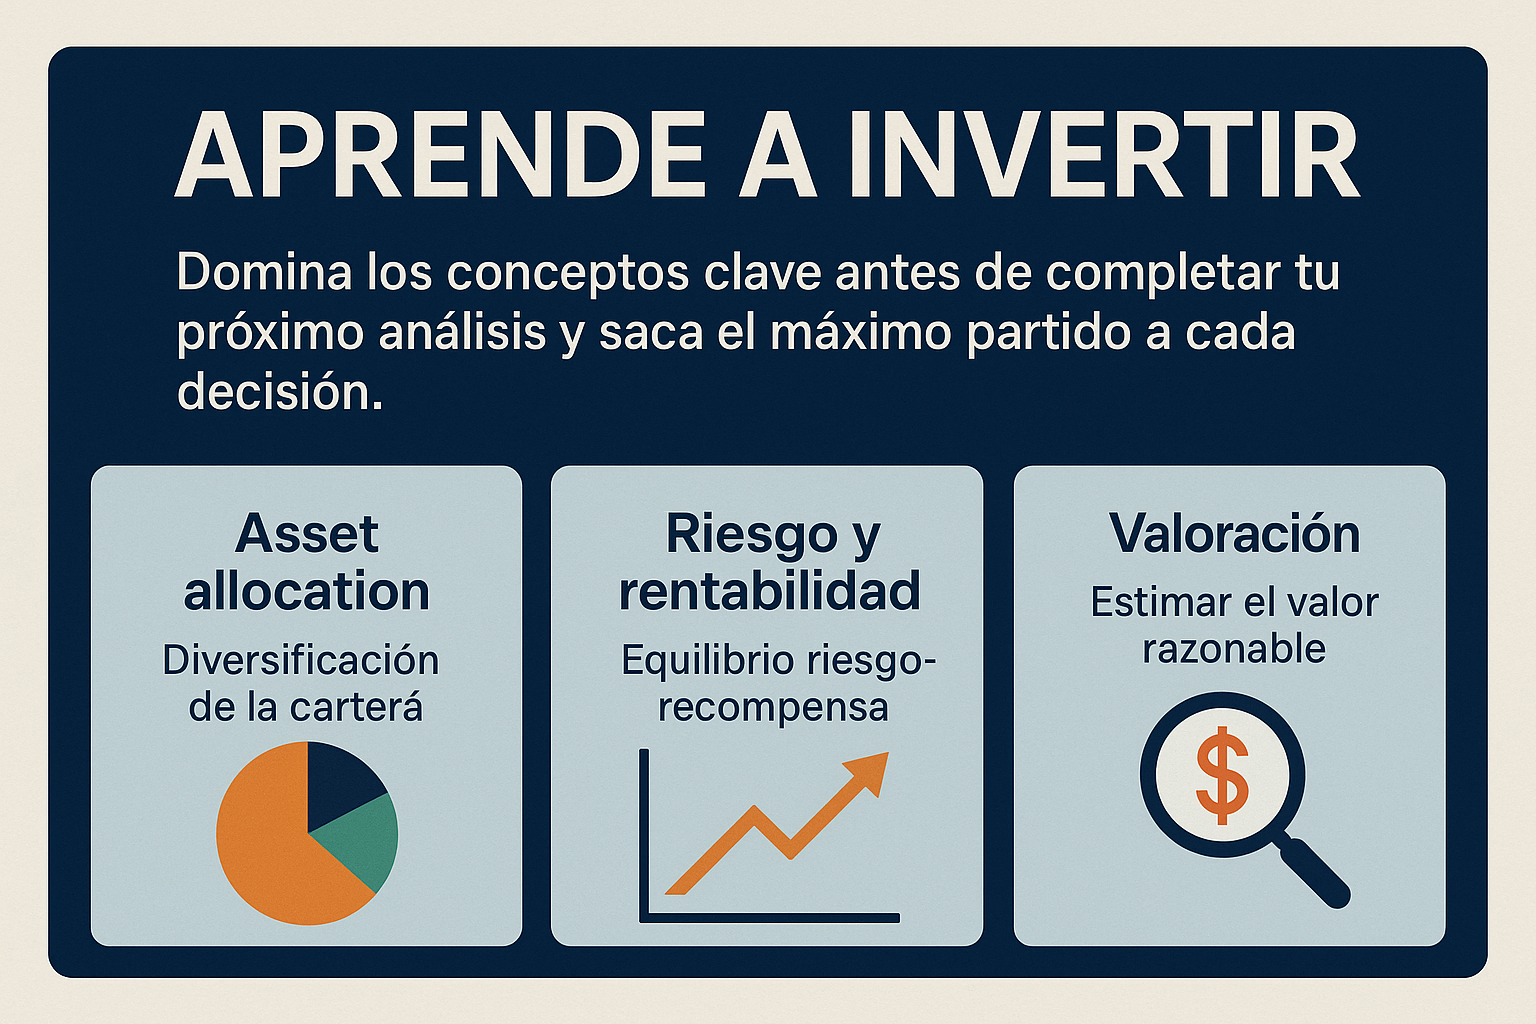 APRENDE A INVERTIR
Domina los conceptos clave antes de completar tu
próximo análisis y saca el máximo partido a cada
decisión.
Asset
allocation
Diversificación
de la carterá
Riesgo y
rentabilidad
Equilibrio riesgo-
recompensa
Valoración
Estimar el valor
razonable
$